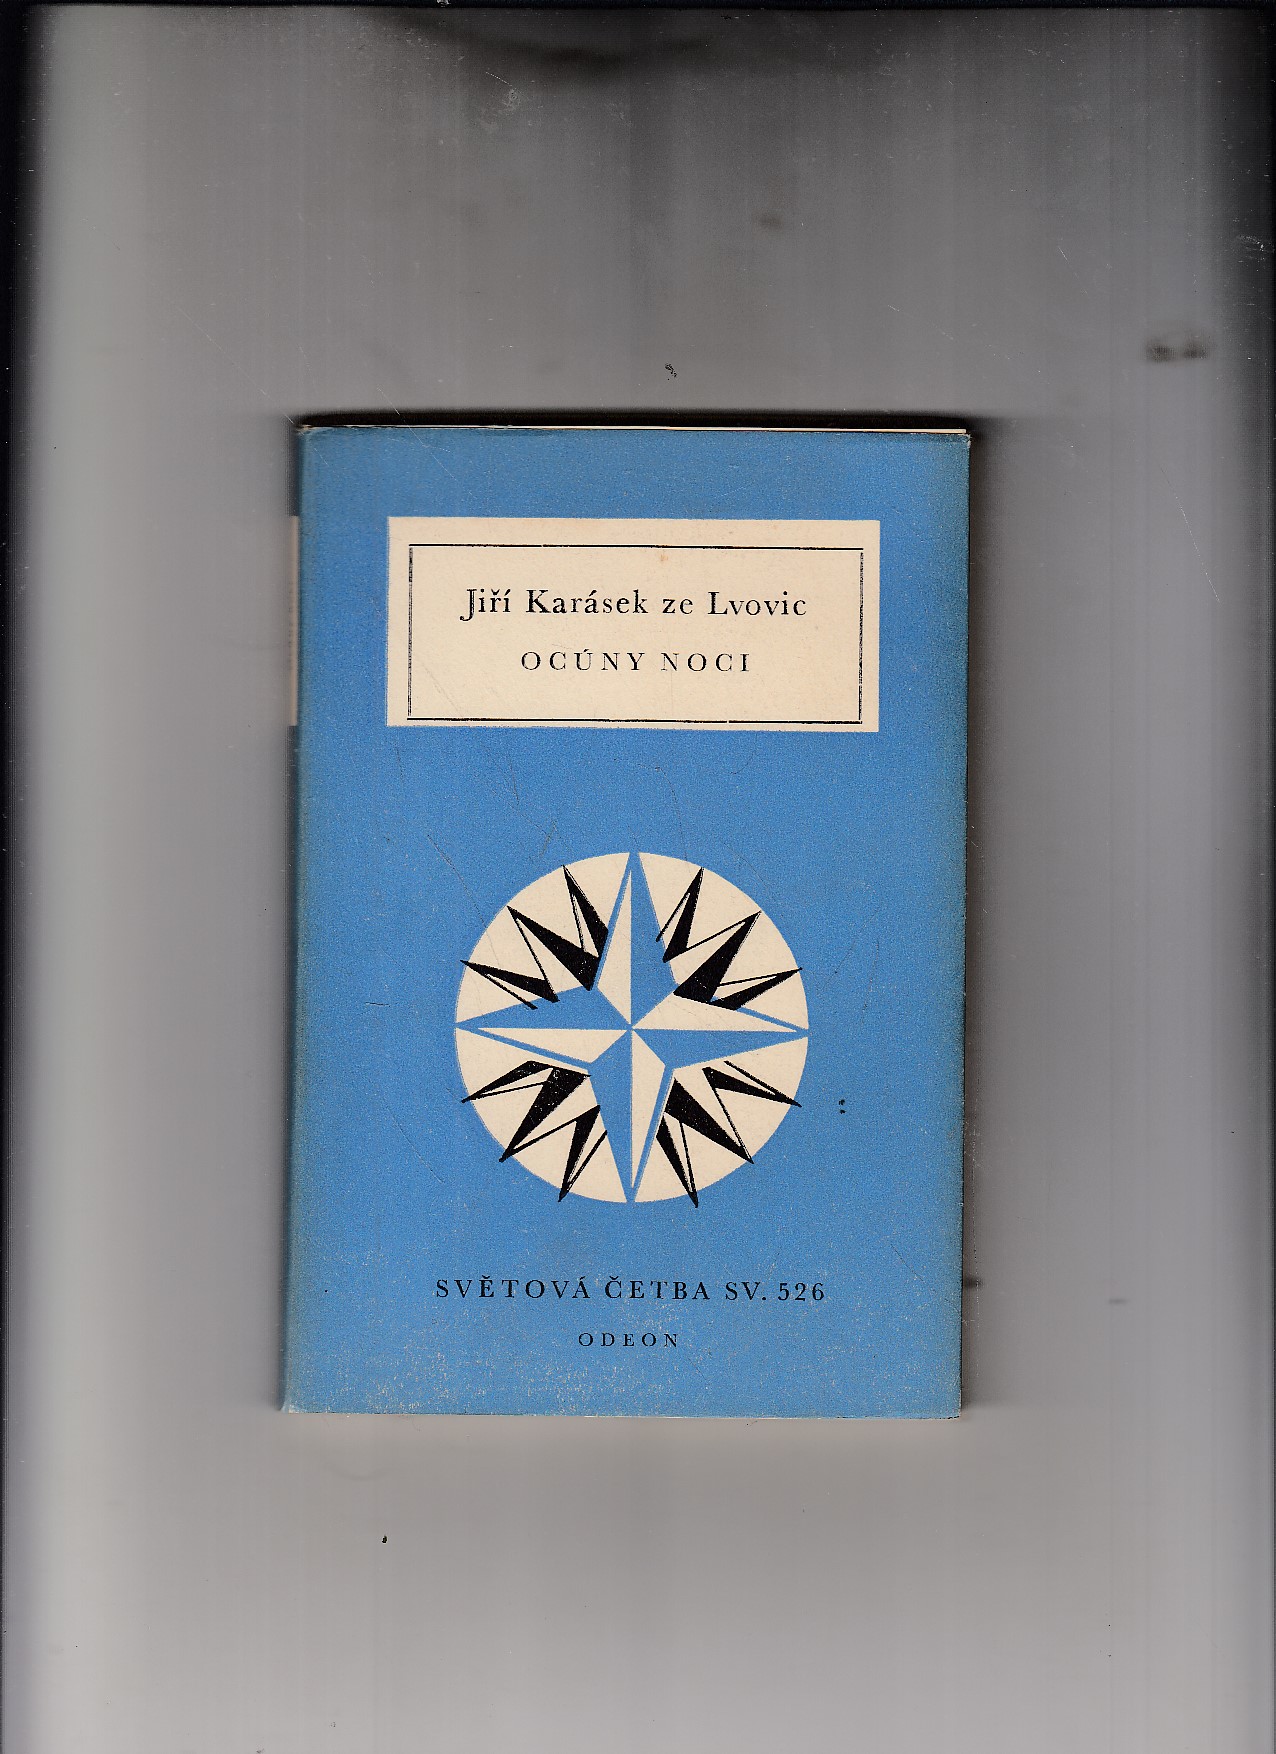 Jiří Karásek ze Lvovic
OCÚNY NOCI
SVĚTOVÁ ČETBA SV. 526
ODEON